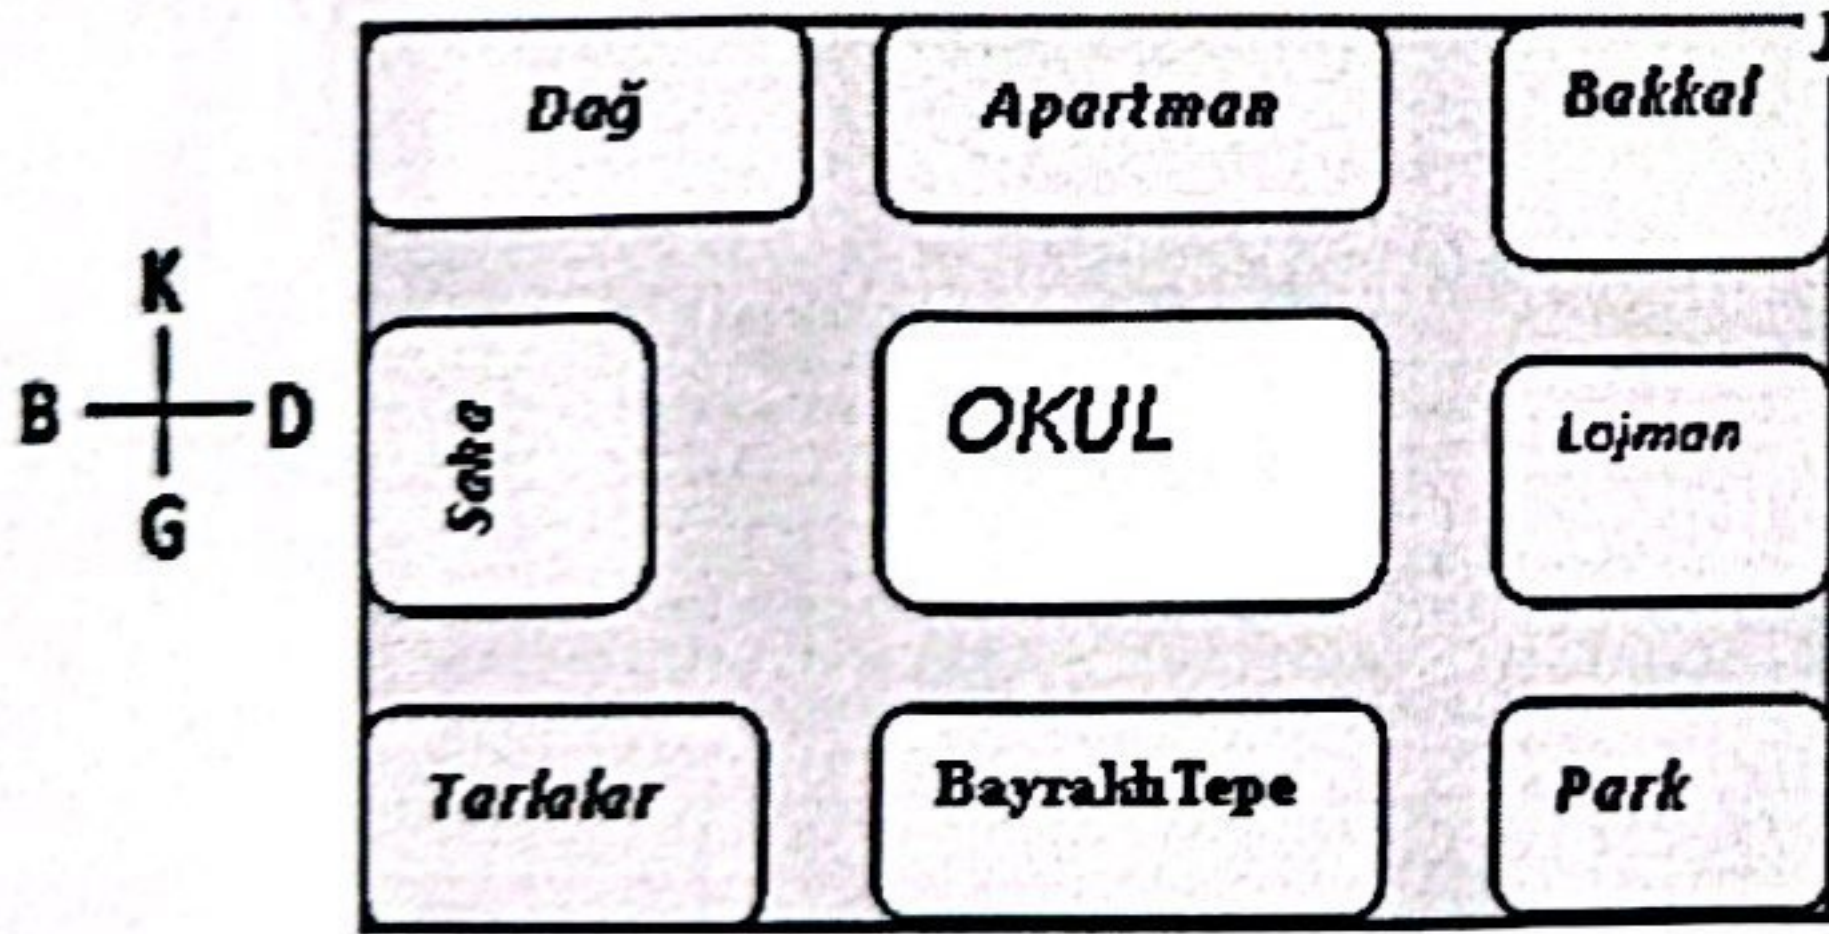 Dağ
Apartman
Bakkal
K
B
D
G
Saha
OKUL
Lojman
Tarlalar
Bayraklı Tepe
Park